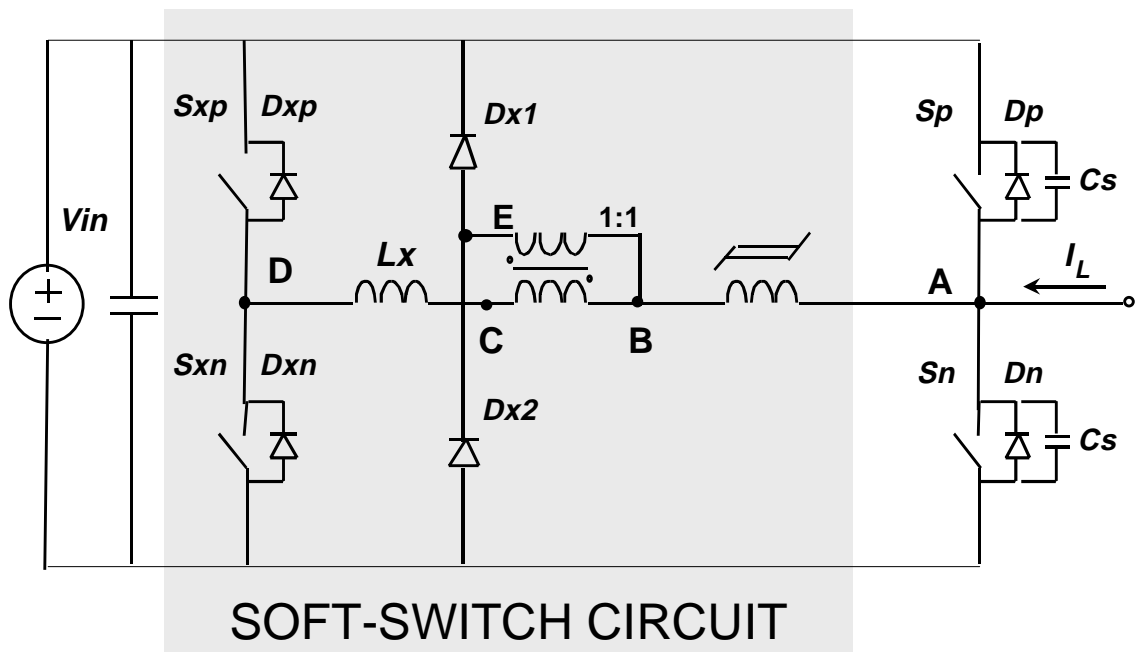 Sxp Dxp
Dx1
Sp Dp
Cs
Vin
E 1:1
Lx
D
A
I_L
C
B
Sxn Dxn
Dx2
Sn Dn
Cs
SOFT-SWITCH CIRCUIT